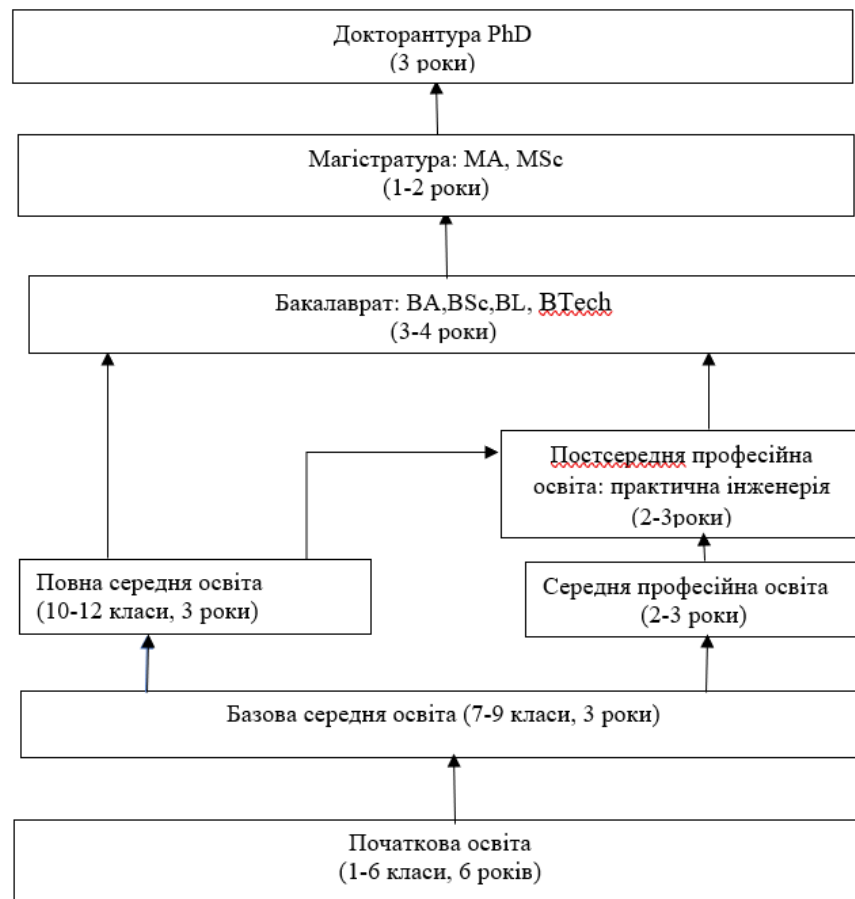 Докторантура PhD
(3 роки)
Магістратура: MA, MSc
(1-2 роки)
Бакалаврат: BA,BSc,BL, BTech
(3-4 роки)
Постсередня професійна
освіта: практична інженерія
(2-3роки)
Повна середня освіта
(10-12 класи, 3 роки)
Середня професійна освіта
(2-3 роки)
Базова середня освіта (7-9 класи, 3 роки)
Початкова освіта
(1-6 класи, 6 років)